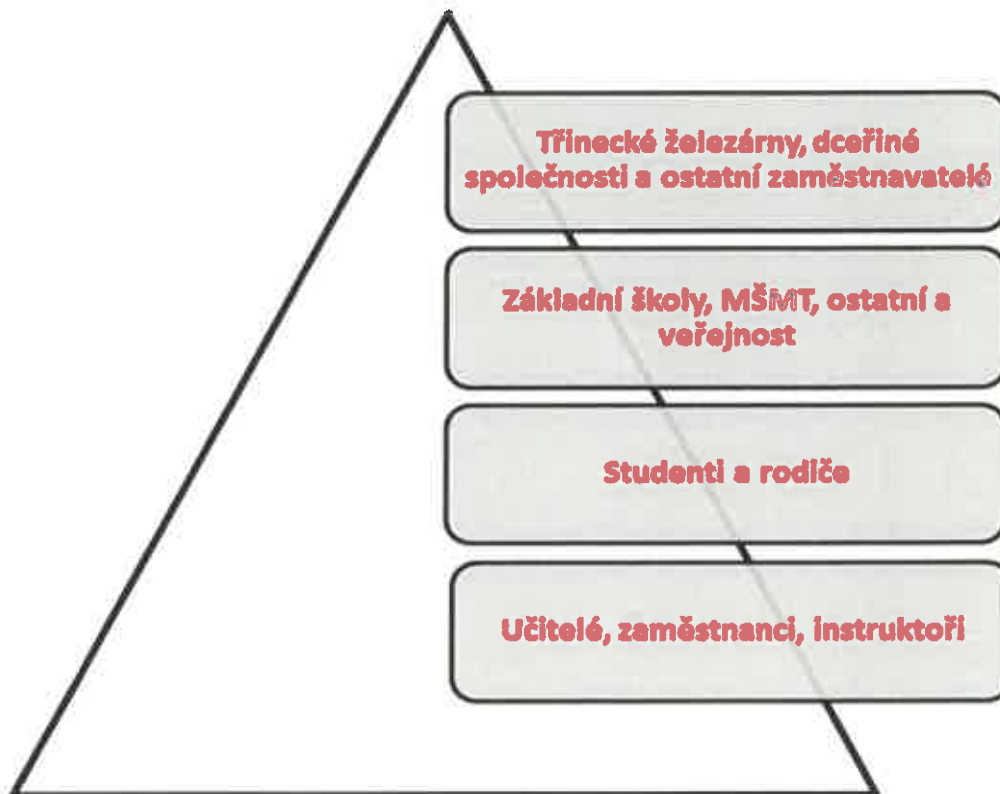 Třinecké železárny, dceřiné
společnosti a ostatní zaměstnavatelé
Základní školy, MŠMT, ostatní a
veřejnost
Studenti a rodiče
Učitelé, zaměstnanci, instruktoři